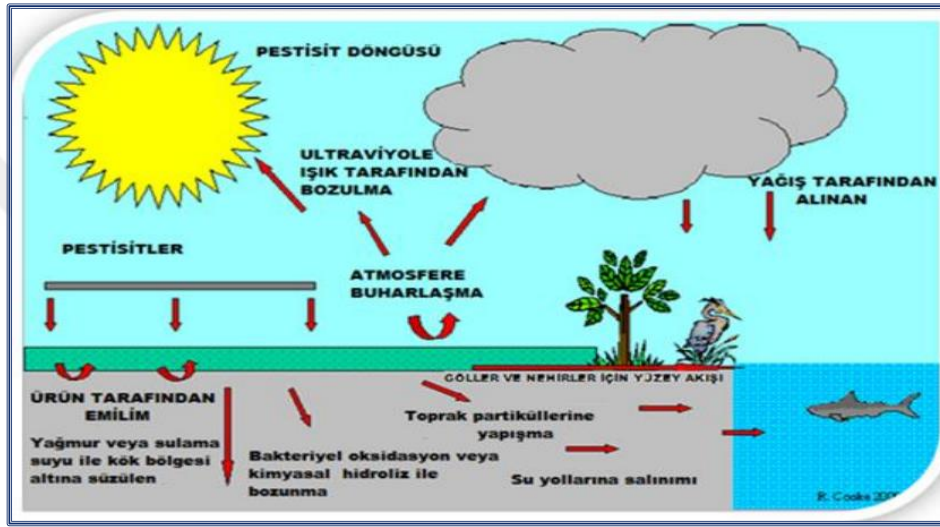 PESTİSİT DÖNGÜSÜ
ULTRAVİYOLE
IŞIK TARAFINDAN
BOZULMA
YAĞIŞ TARAFINDAN
ALINAN
PESTİSİTLER
ATMOSFERE
BUHARLAŞMA
GÖLLER VE NEHİRLER İÇİN YÜZEY AKIŞI
ÜRÜN TARAFINDAN
EMİLİM
Yağmur veya sulama
suyu ile kök bölgesi
altına süzülen
Bakteriyel oksidasyon veya
kimyasal hidroliz ile
bozunma
Toprak partiküllerine
yapışma
Su yollarına salınımı
R. Cooke